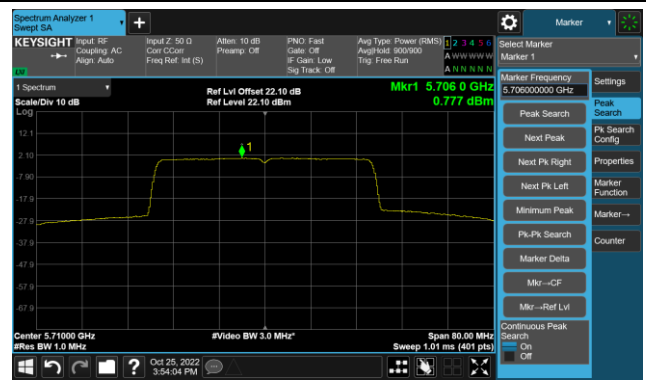 Spectrum Analyzer 1
Swept SA
Marker
KEYSIGHT
Input: RF
Coupling: AC
Align: Auto
Input Z: 50 Ω
Corr CCorr
Freq Ref: Int (S)
Atten: 10 dB
Preamp: Off
PNO: Fast
Gate: Off
IF Gain: Low
Sig Track: Off
Avg Type: Power (RMS)
Avg|Hold: 900/900
Trig: Free Run
1 2 3 4 5 6
A W W W W W
A N N N N N
LW
Select Marker
Marker 1
1 Spectrum
Scale/Div 10 dB
Log
Ref Lvl Offset 22.10 dB
Ref Level 22.10 dBm
Mkr1 5.706 0 GHz
0.777 dBm
12.1
2.10
-7.90
-17.9
-27.9
-37.9
-47.9
-57.9
-67.9
1
Center 5.71000 GHz
#Res BW 1.0 MHz
#Video BW 3.0 MHz*
Span 80.00 MHz
Sweep 1.01 ms (401 pts)
Marker Frequency
5.706000000 GHz
Peak Search
Next Peak
Next Pk Right
Next Pk Left
Minimum Peak
Pk-Pk Search
Marker Delta
Mkr→CF
Mkr→Ref Lvl
Continuous Peak
Search
On
Off
Settings
Peak
Search
Pk Search
Config
Properties
Marker
Function
Marker→
Counter
?
Oct 25, 2022
3:54:04 PM